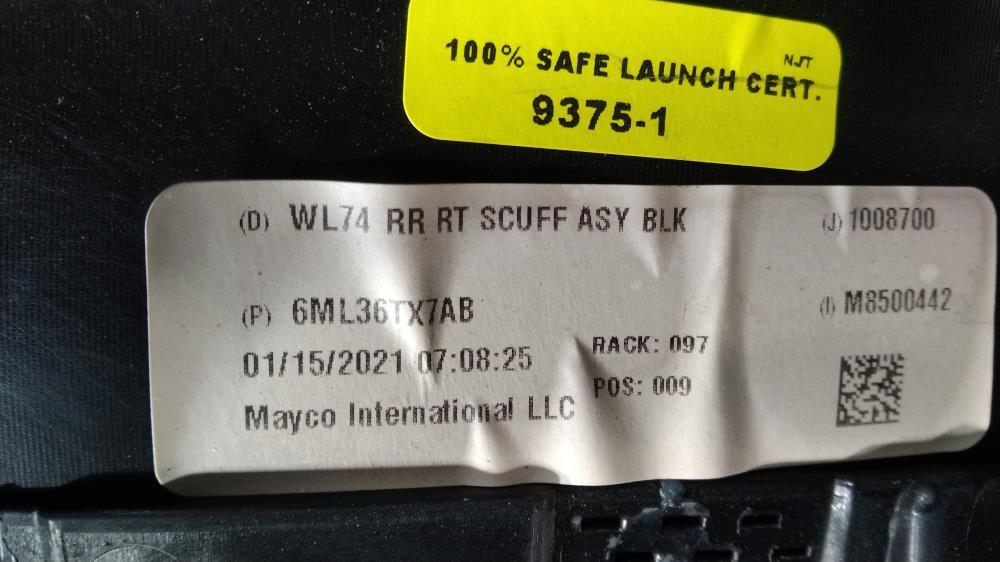 NJT
100% SAFE LAUNCH CERT.
9375-1
(D) WL74 RR RT SCUFF ASY BLK
(J) 1008700
(P) 6ML36TX7AB
(I) M8500442
01/15/2021 07:08:25
RACK: 097
POS: 009
Mayco International LLC